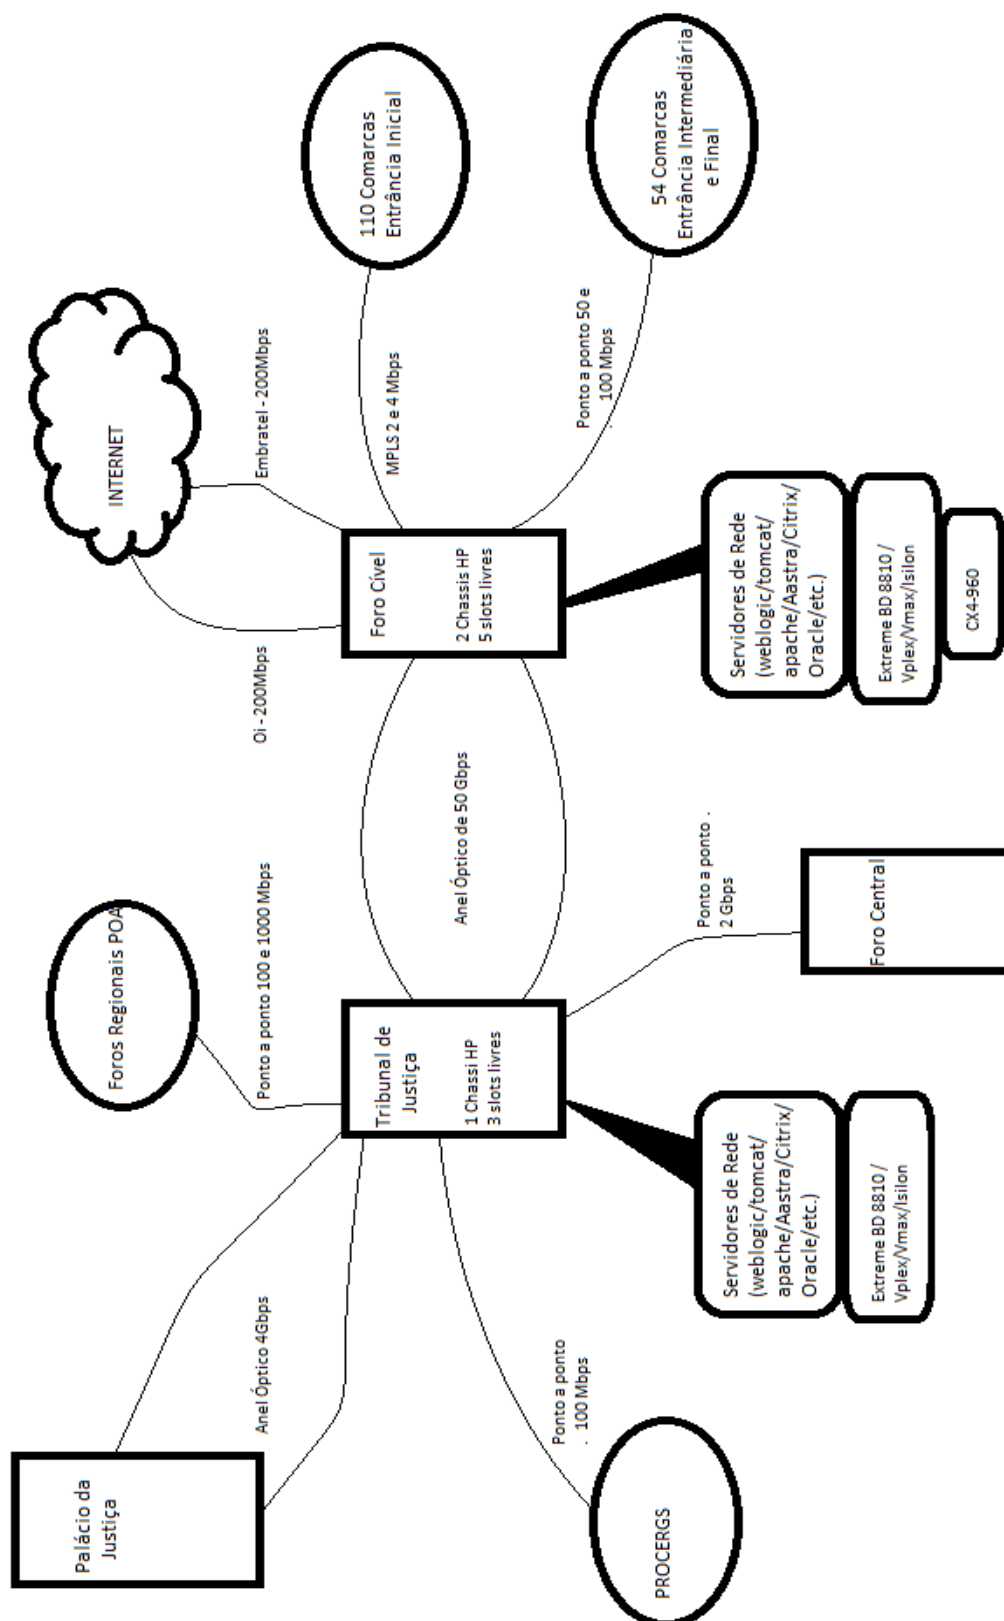 Palácio da
Justiça
Anel Óptico 4Gbps
Foros Regionais POA
Ponto a ponto 100 e 1000 Mbps
INTERNET
Oi - 200Mbps
Embratel - 200Mbps
110 Comarcas
Entrância Inicial
MPLS 2 e 4 Mbps
Tribunal de
Justiça
1 Chassi HP
3 slots livres
Anel Óptico de 50 Gbps
Foro Cível
2 Chassis HP
5 slots livres
Ponto a ponto 50 e
100 Mbps
.
54 Comarcas
Entrância Intermediária
e Final
PROCERGS
Ponto a ponto
. 100 Mbps
Servidores de Rede
(weblogic/tomcat/
apache/Aastra/Citrix/
Oracle/etc.)
Extreme BD 8810 /
Vplex/Vmax/Isilon
Ponto a ponto .
2 Gbps
Foro Central
Servidores de Rede
(weblogic/tomcat/
apache/Aastra/Citrix/
Oracle/etc.)
Extreme BD 8810 /
Vplex/Vmax/Isilon
CX4-960